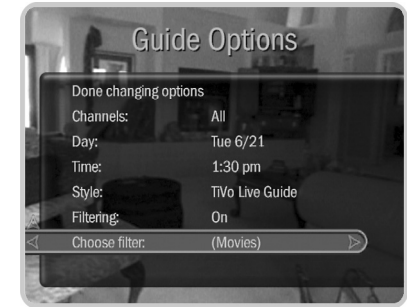 Guide Options
Done changing options
Channels: All
Day: Tue 6/21
Time: 1:30 pm
Style: TiVo Live Guide
Filtering: On
Choose filter: (Movies)